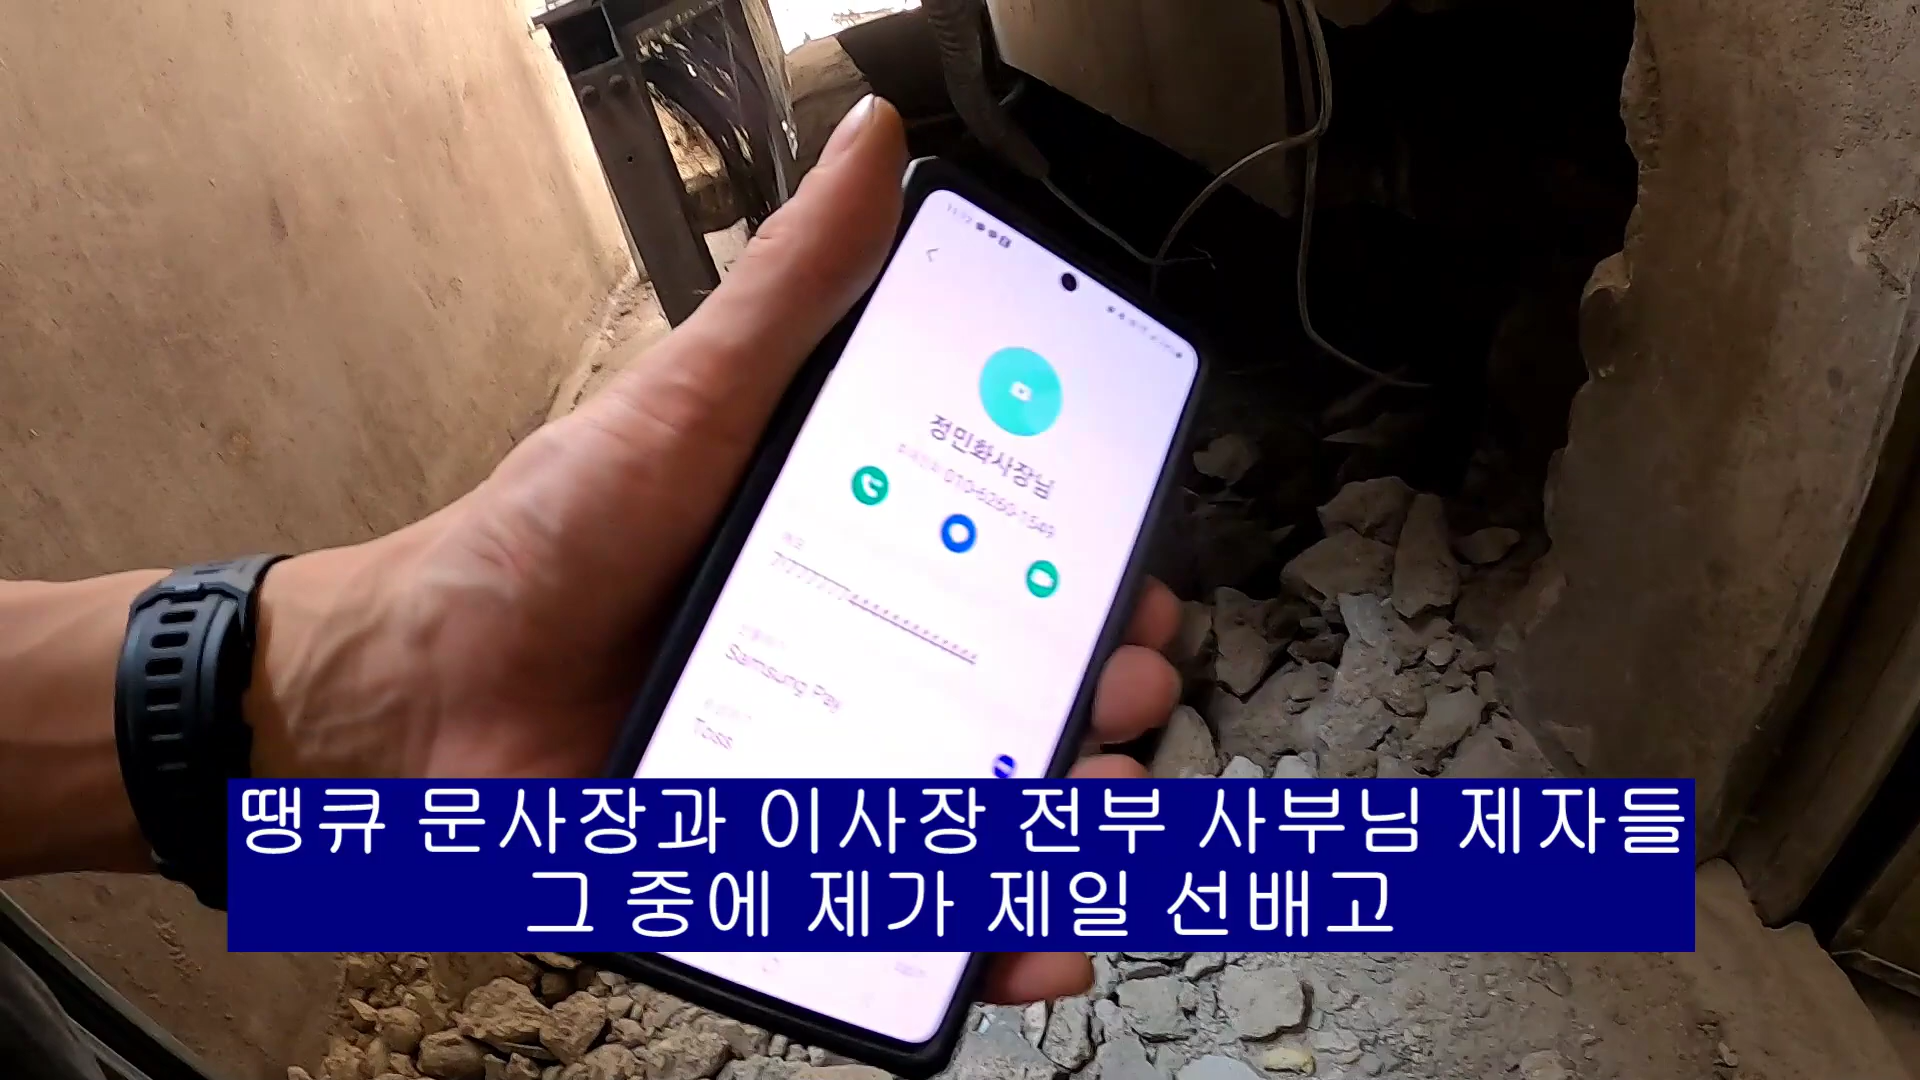 정민화사장님
Samsung Pay
Toss
땡큐 문사장과 이사장 전부 사부님 제자들
그 중에 제가 제일 선배고